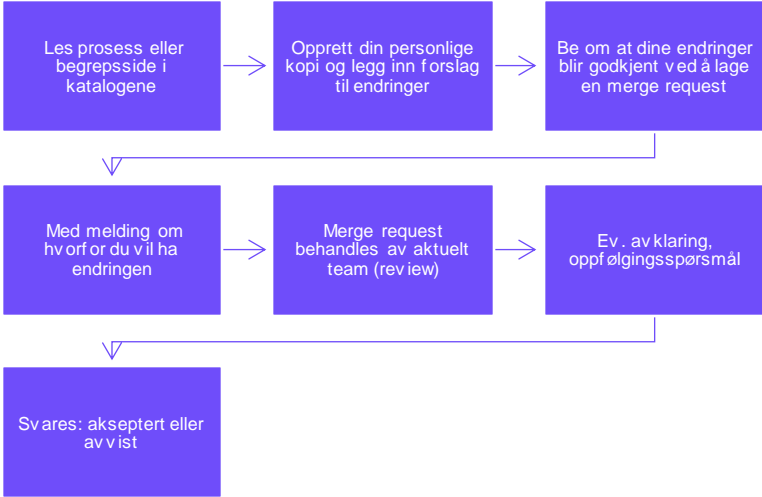 Les prosess eller
begrepsside i
katalogene
Opprett din personlige
kopi og legg inn forslag
til endringer
Be om at dine endringer
blir godkjent ved å lage
en merge request
Med melding om
hvorfor du vil ha
endringen
Merge request
behandles av aktuelt
team (review)
Ev. avklaring,
oppfølgingsspørsmål
Svares: akseptert eller
avvist